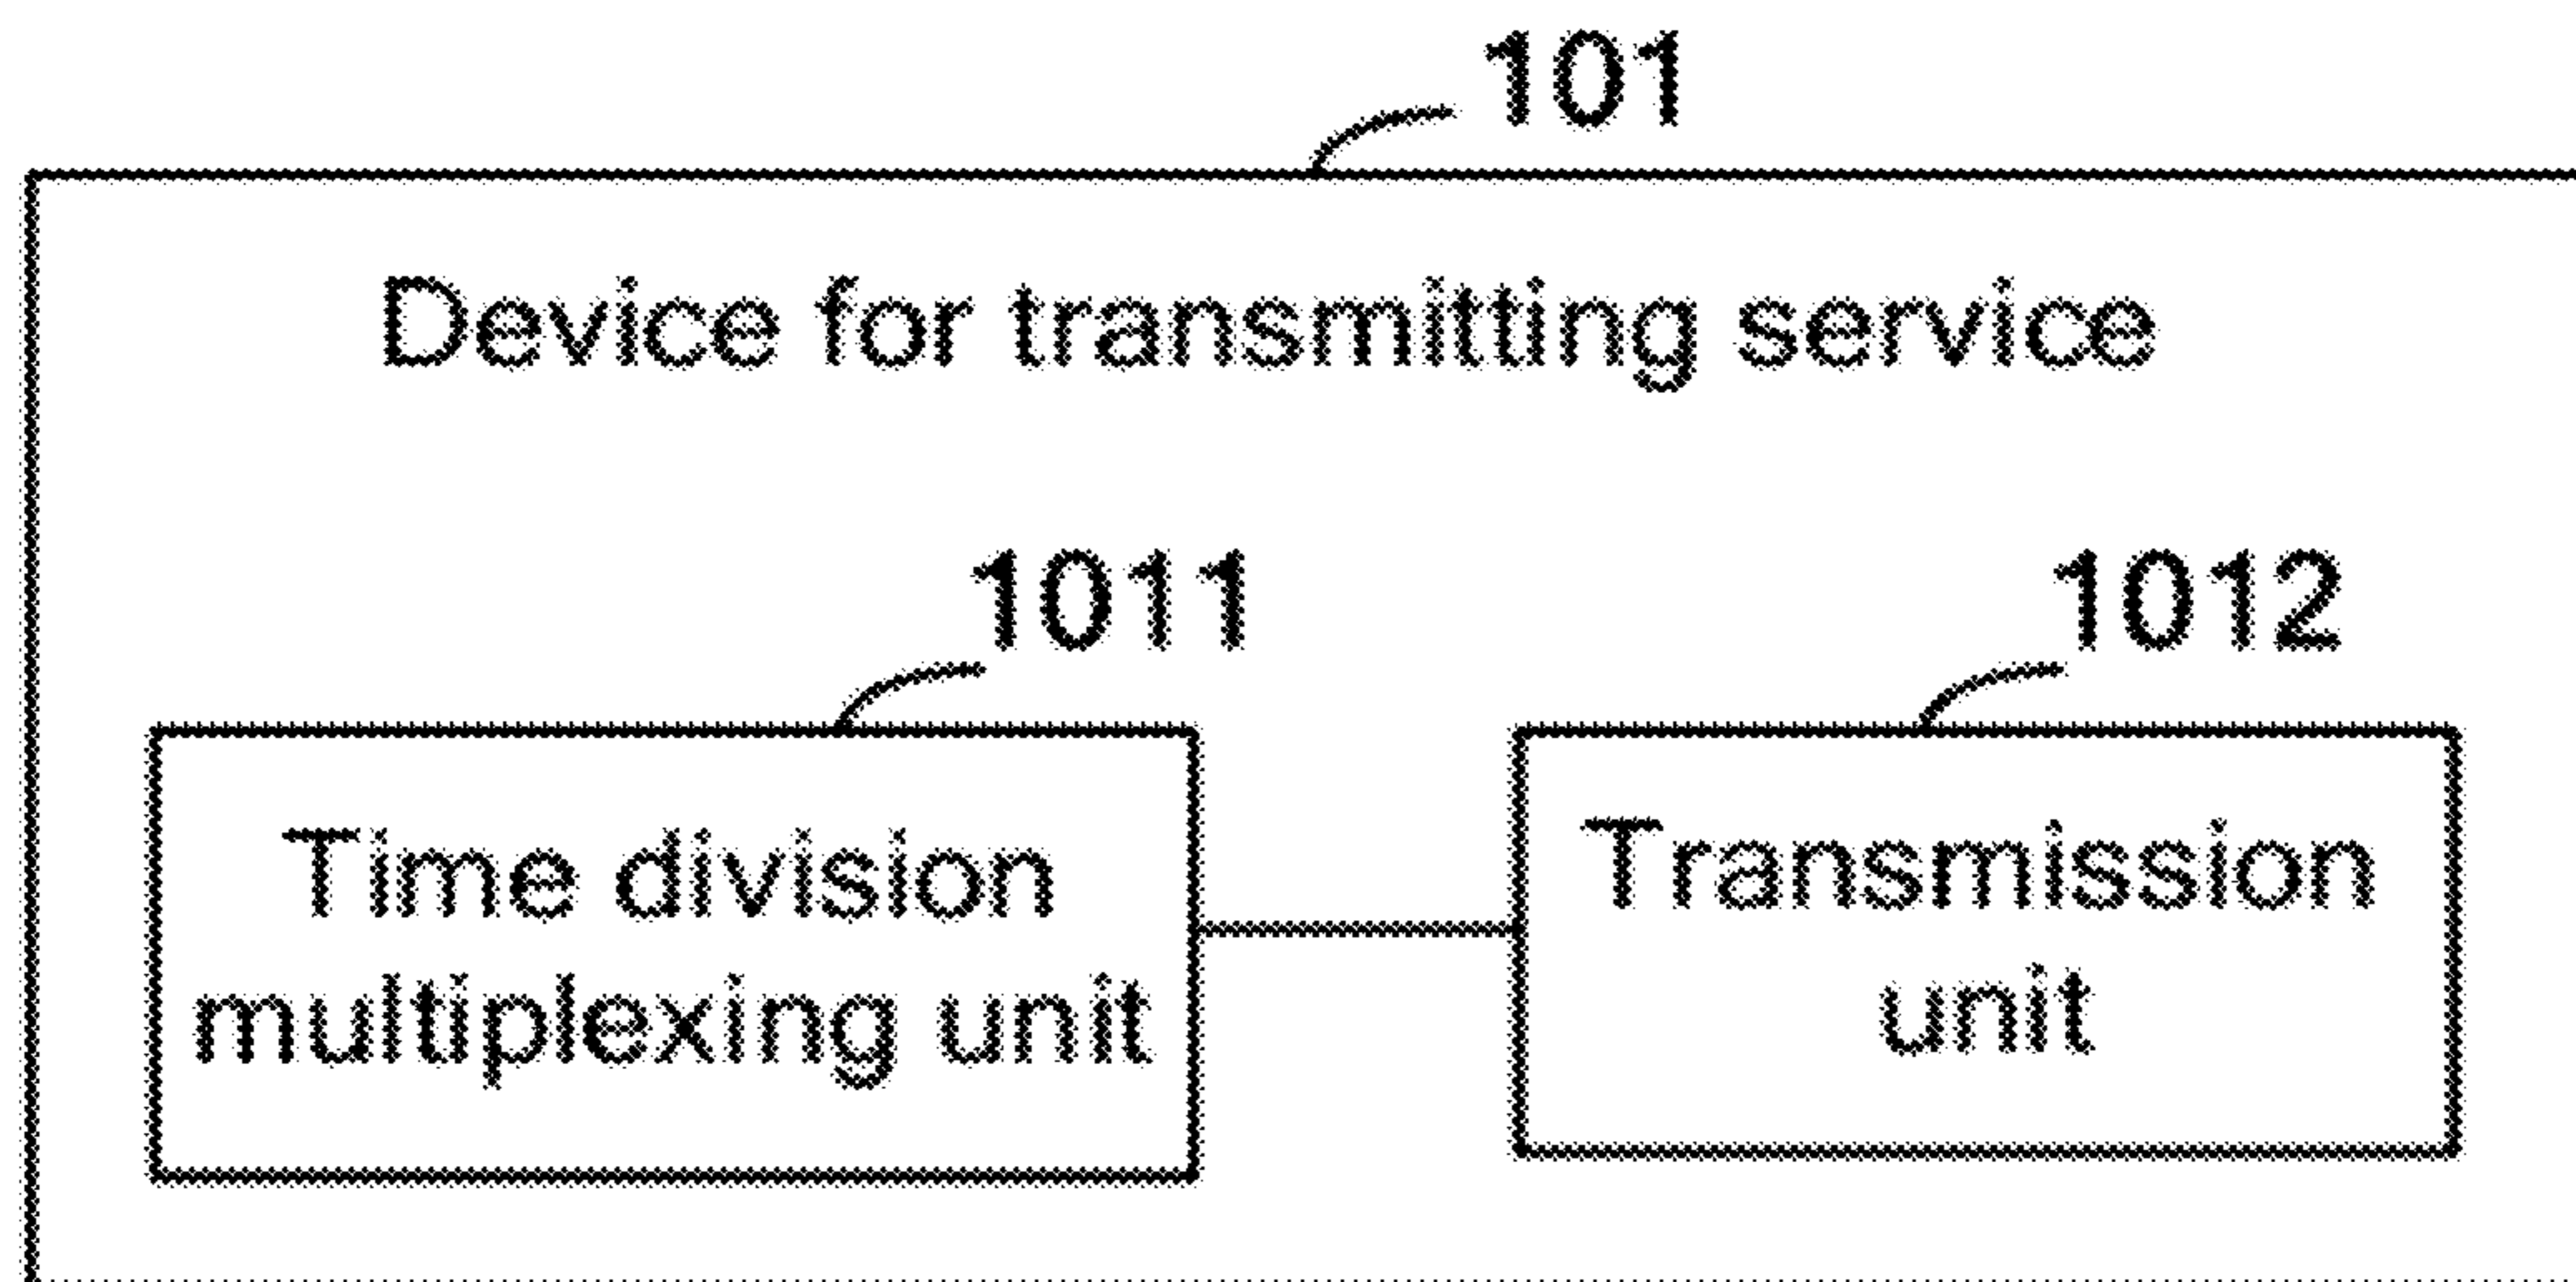 101
Device for transmitting service
1011
1012
Time division
multiplexing unit
Transmission
unit